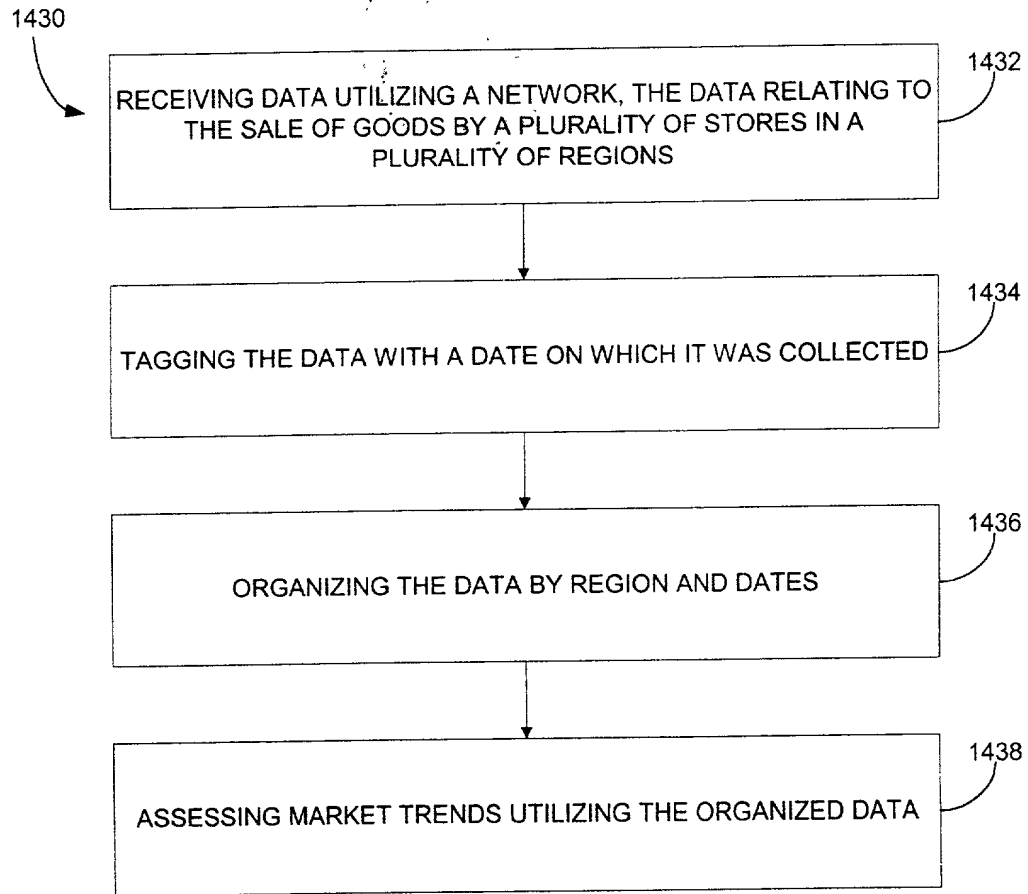 1430
1432
RECEIVING DATA UTILIZING A NETWORK, THE DATA RELATING TO
THE SALE OF GOODS BY A PLURALITY OF STORES IN A
PLURALITY OF REGIONS
1434
TAGGING THE DATA WITH A DATE ON WHICH IT WAS COLLECTED
1436
ORGANIZING THE DATA BY REGION AND DATES
1438
ASSESSING MARKET TRENDS UTILIZING THE ORGANIZED DATA